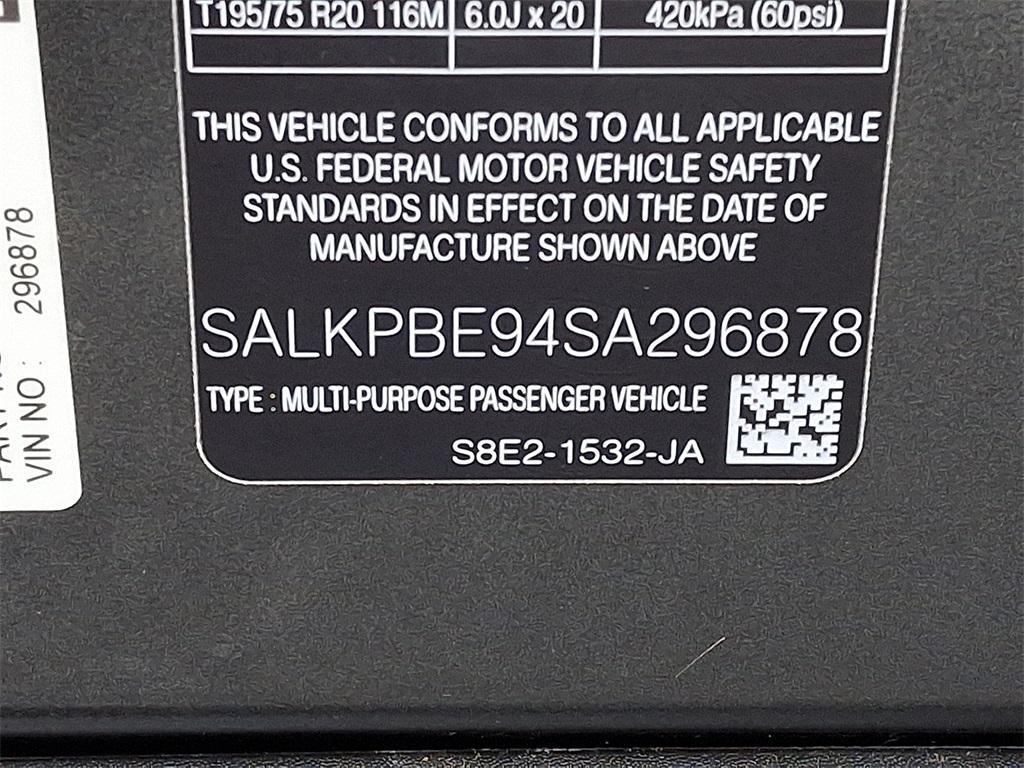 T195/75 R20 116M 6.0J x 20 420kPa (60psi)
THIS VEHICLE CONFORMS TO ALL APPLICABLE
U.S. FEDERAL MOTOR VEHICLE SAFETY
STANDARDS IN EFFECT ON THE DATE OF
MANUFACTURE SHOWN ABOVE
SALKPBE94SA296878
TYPE : MULTI-PURPOSE PASSENGER VEHICLE
S8E2-1532-JA
VIN NO : 296878